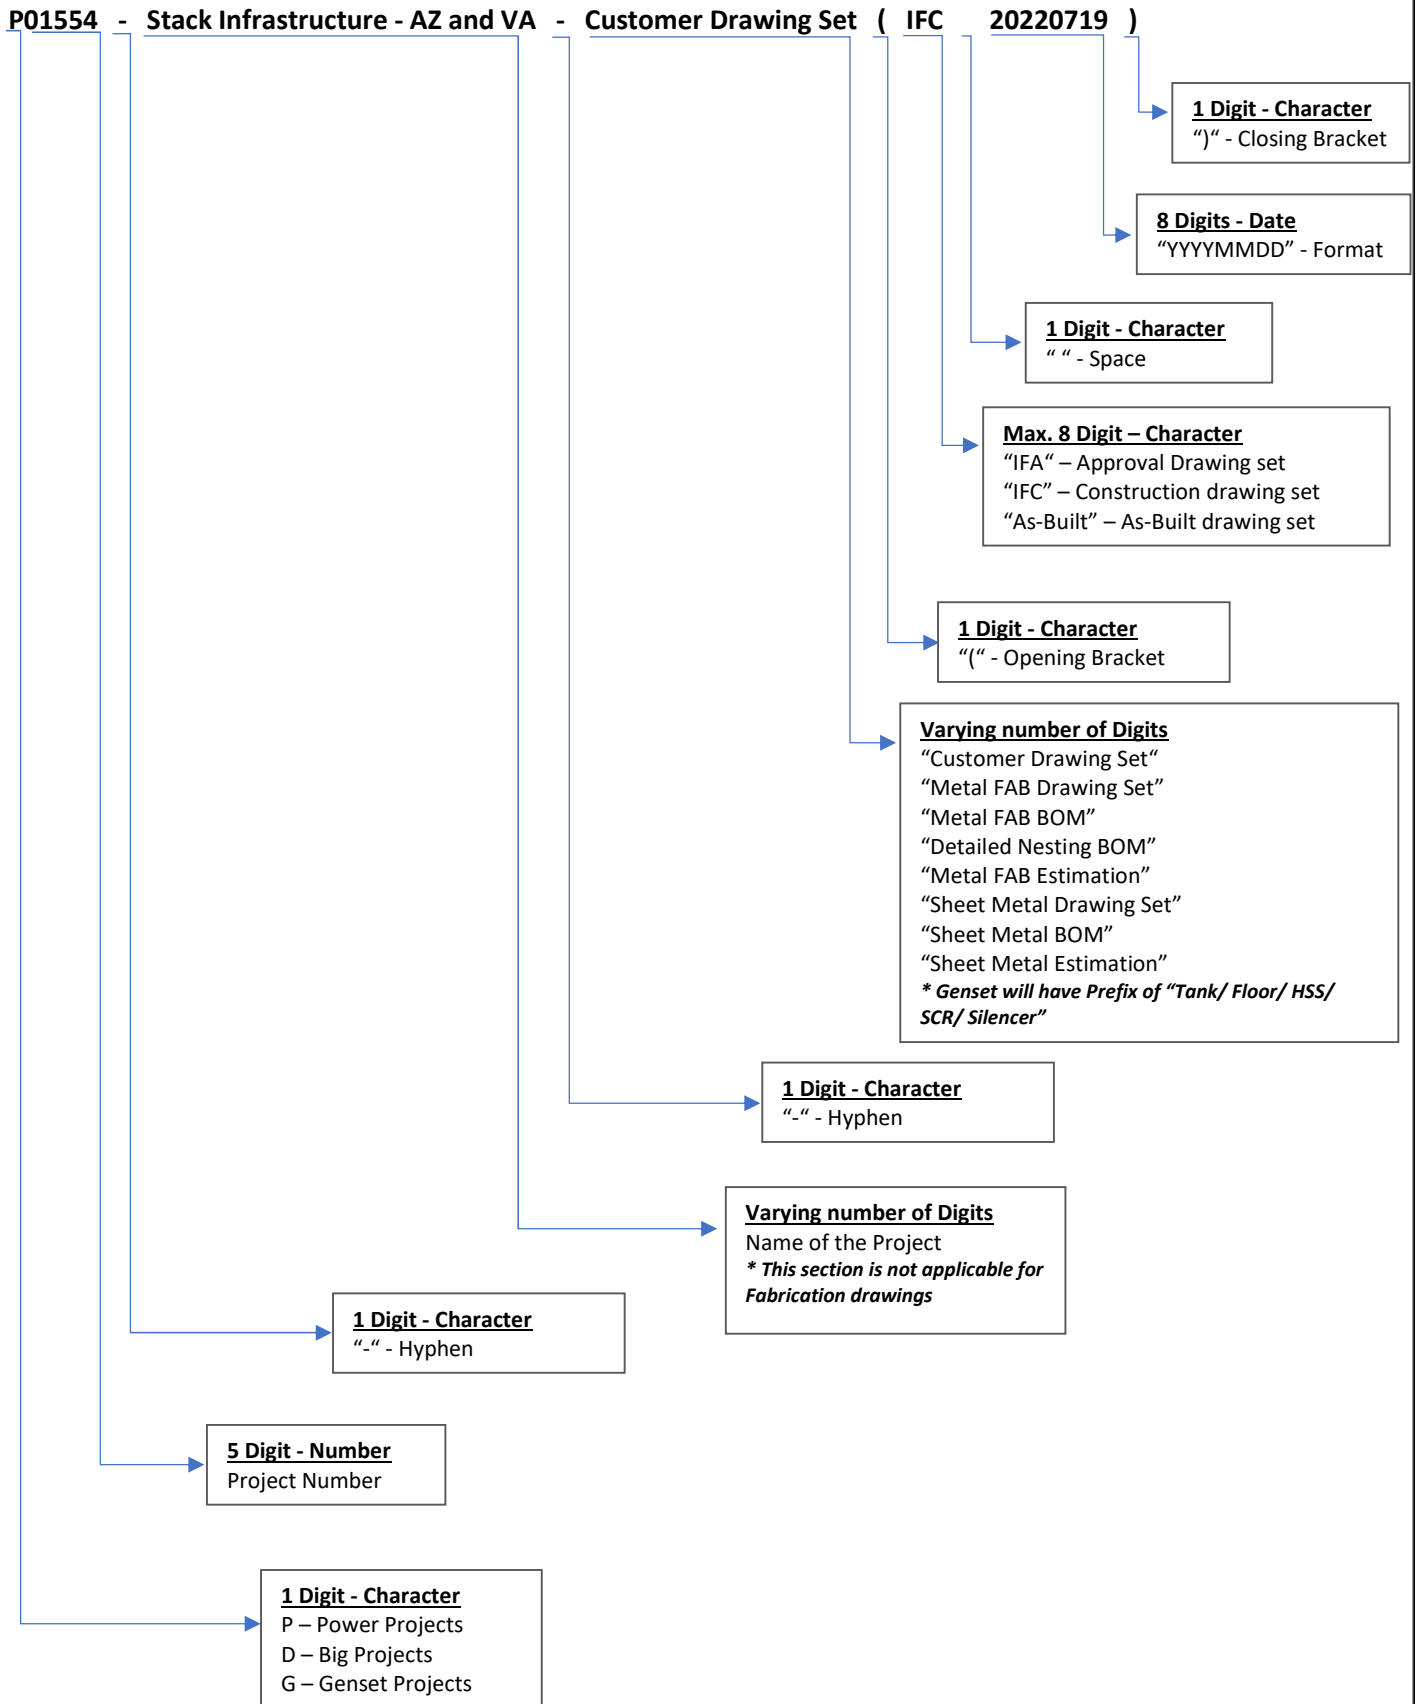 P01554 - Stack Infrastructure - AZ and VA - Customer Drawing Set ( IFC 20220719 )
1 Digit - Character
“)“ - Closing Bracket
8 Digits - Date
“YYYYMMDD” - Format
1 Digit - Character
“ “ - Space
Max. 8 Digit – Character
“IFA“ – Approval Drawing set
“IFC” – Construction drawing set
“As-Built” – As-Built drawing set
1 Digit - Character
“(“ - Opening Bracket
Varying number of Digits
“Customer Drawing Set“
“Metal FAB Drawing Set”
“Metal FAB BOM”
“Detailed Nesting BOM”
“Metal FAB Estimation”
“Sheet Metal Drawing Set”
“Sheet Metal BOM”
“Sheet Metal Estimation”
* Genset will have Prefix of “Tank/ Floor/ HSS/
SCR/ Silencer”
1 Digit - Character
“-“ - Hyphen
Varying number of Digits
Name of the Project
* This section is not applicable for
Fabrication drawings
1 Digit - Character
“-“ - Hyphen
5 Digit - Number
Project Number
1 Digit - Character
P – Power Projects
D – Big Projects
G – Genset Projects